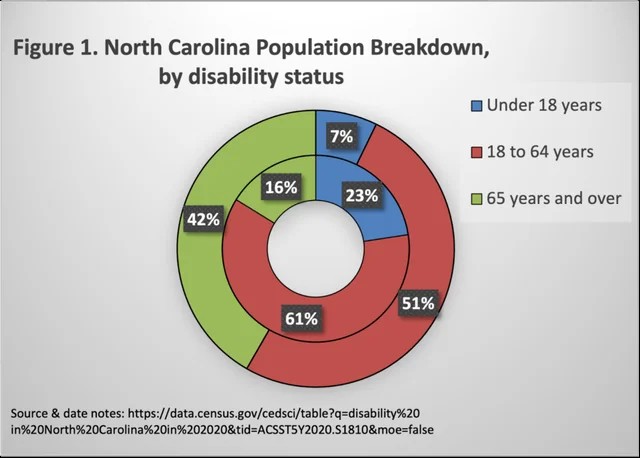 Figure 1. North Carolina Population Breakdown,
by disability status
Under 18 years
18 to 64 years
65 years and over
7%
16%
23%
42%
51%
61%
Source & date notes: https://data.census.gov/cedsci/table?q=disability%20
in%20North%20Carolina%20in%202020&tid=ACSST5Y2020.S1810&moe=false